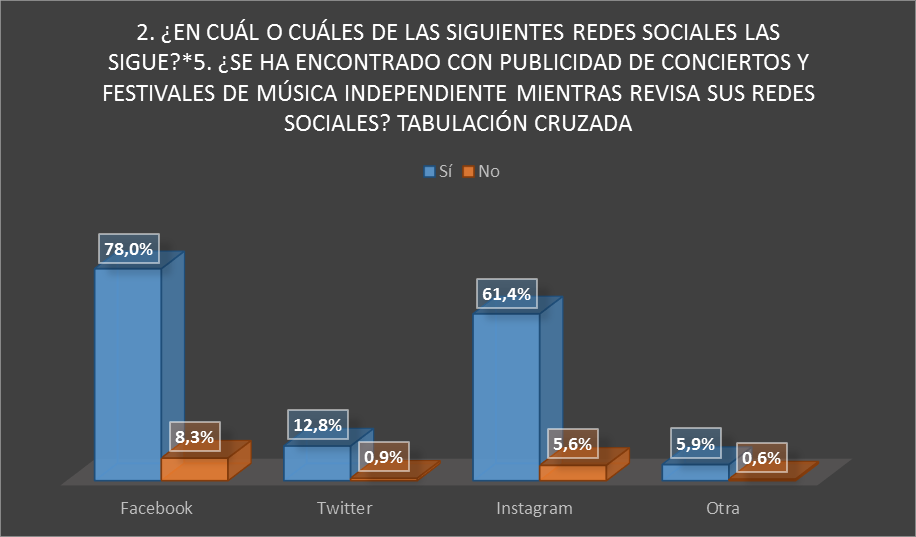 2. ¿EN CUÁL O CUÁLES DE LAS SIGUIENTES REDES SOCIALES LAS
SIGUE?*5. ¿SE HA ENCONTRADO CON PUBLICIDAD DE CONCIERTOS Y
FESTIVALES DE MÚSICA INDEPENDIENTE MIENTRAS REVISA SUS REDES
SOCIALES? TABULACIÓN CRUZADA
Sí No
78,0%
8,3%
12,8%
0,9%
61,4%
5,6%
5,9%
0,6%
Facebook Twitter Instagram Otra